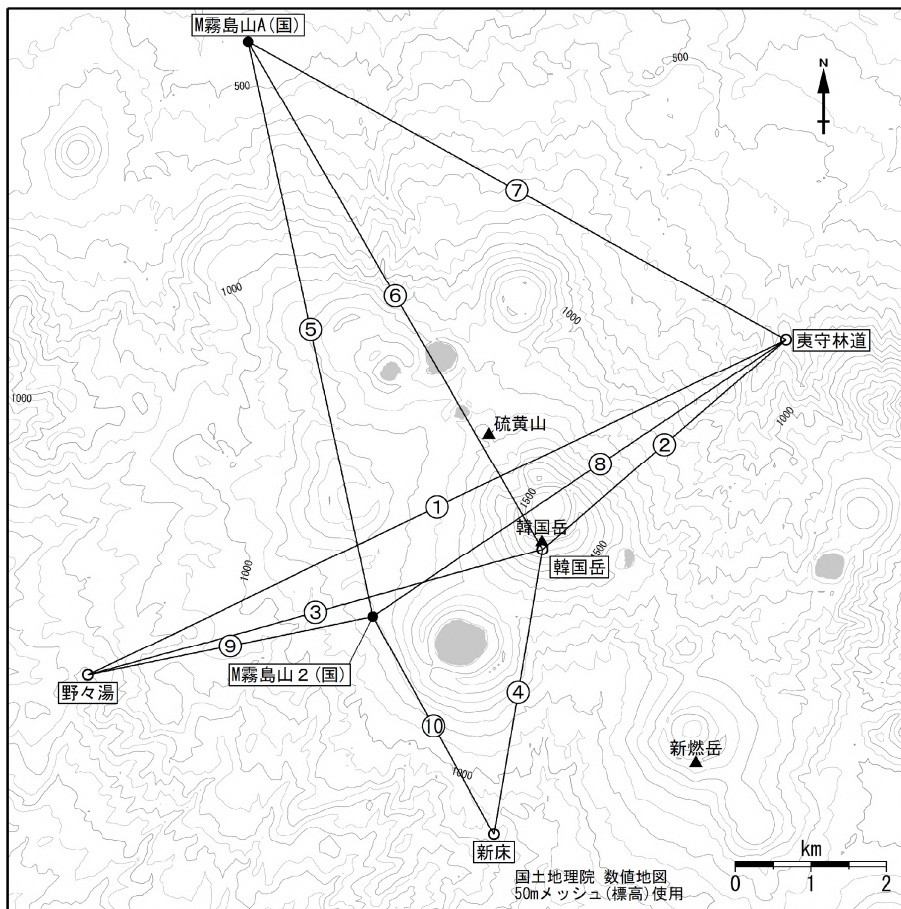 M霧島山A(国)
N
500
500
⑦
⑥
1000
1000
⑤
夷守林道
1000
1000
硫黄山
②
⑧
①
1500
韓国岳
1500
韓国岳
1000
③
⑨
M霧島山2(国)
野々湯
④
⑩
新燃岳
1000
新床
km
0 1 2
国土地理院 数値地図
50mメッシュ(標高)使用